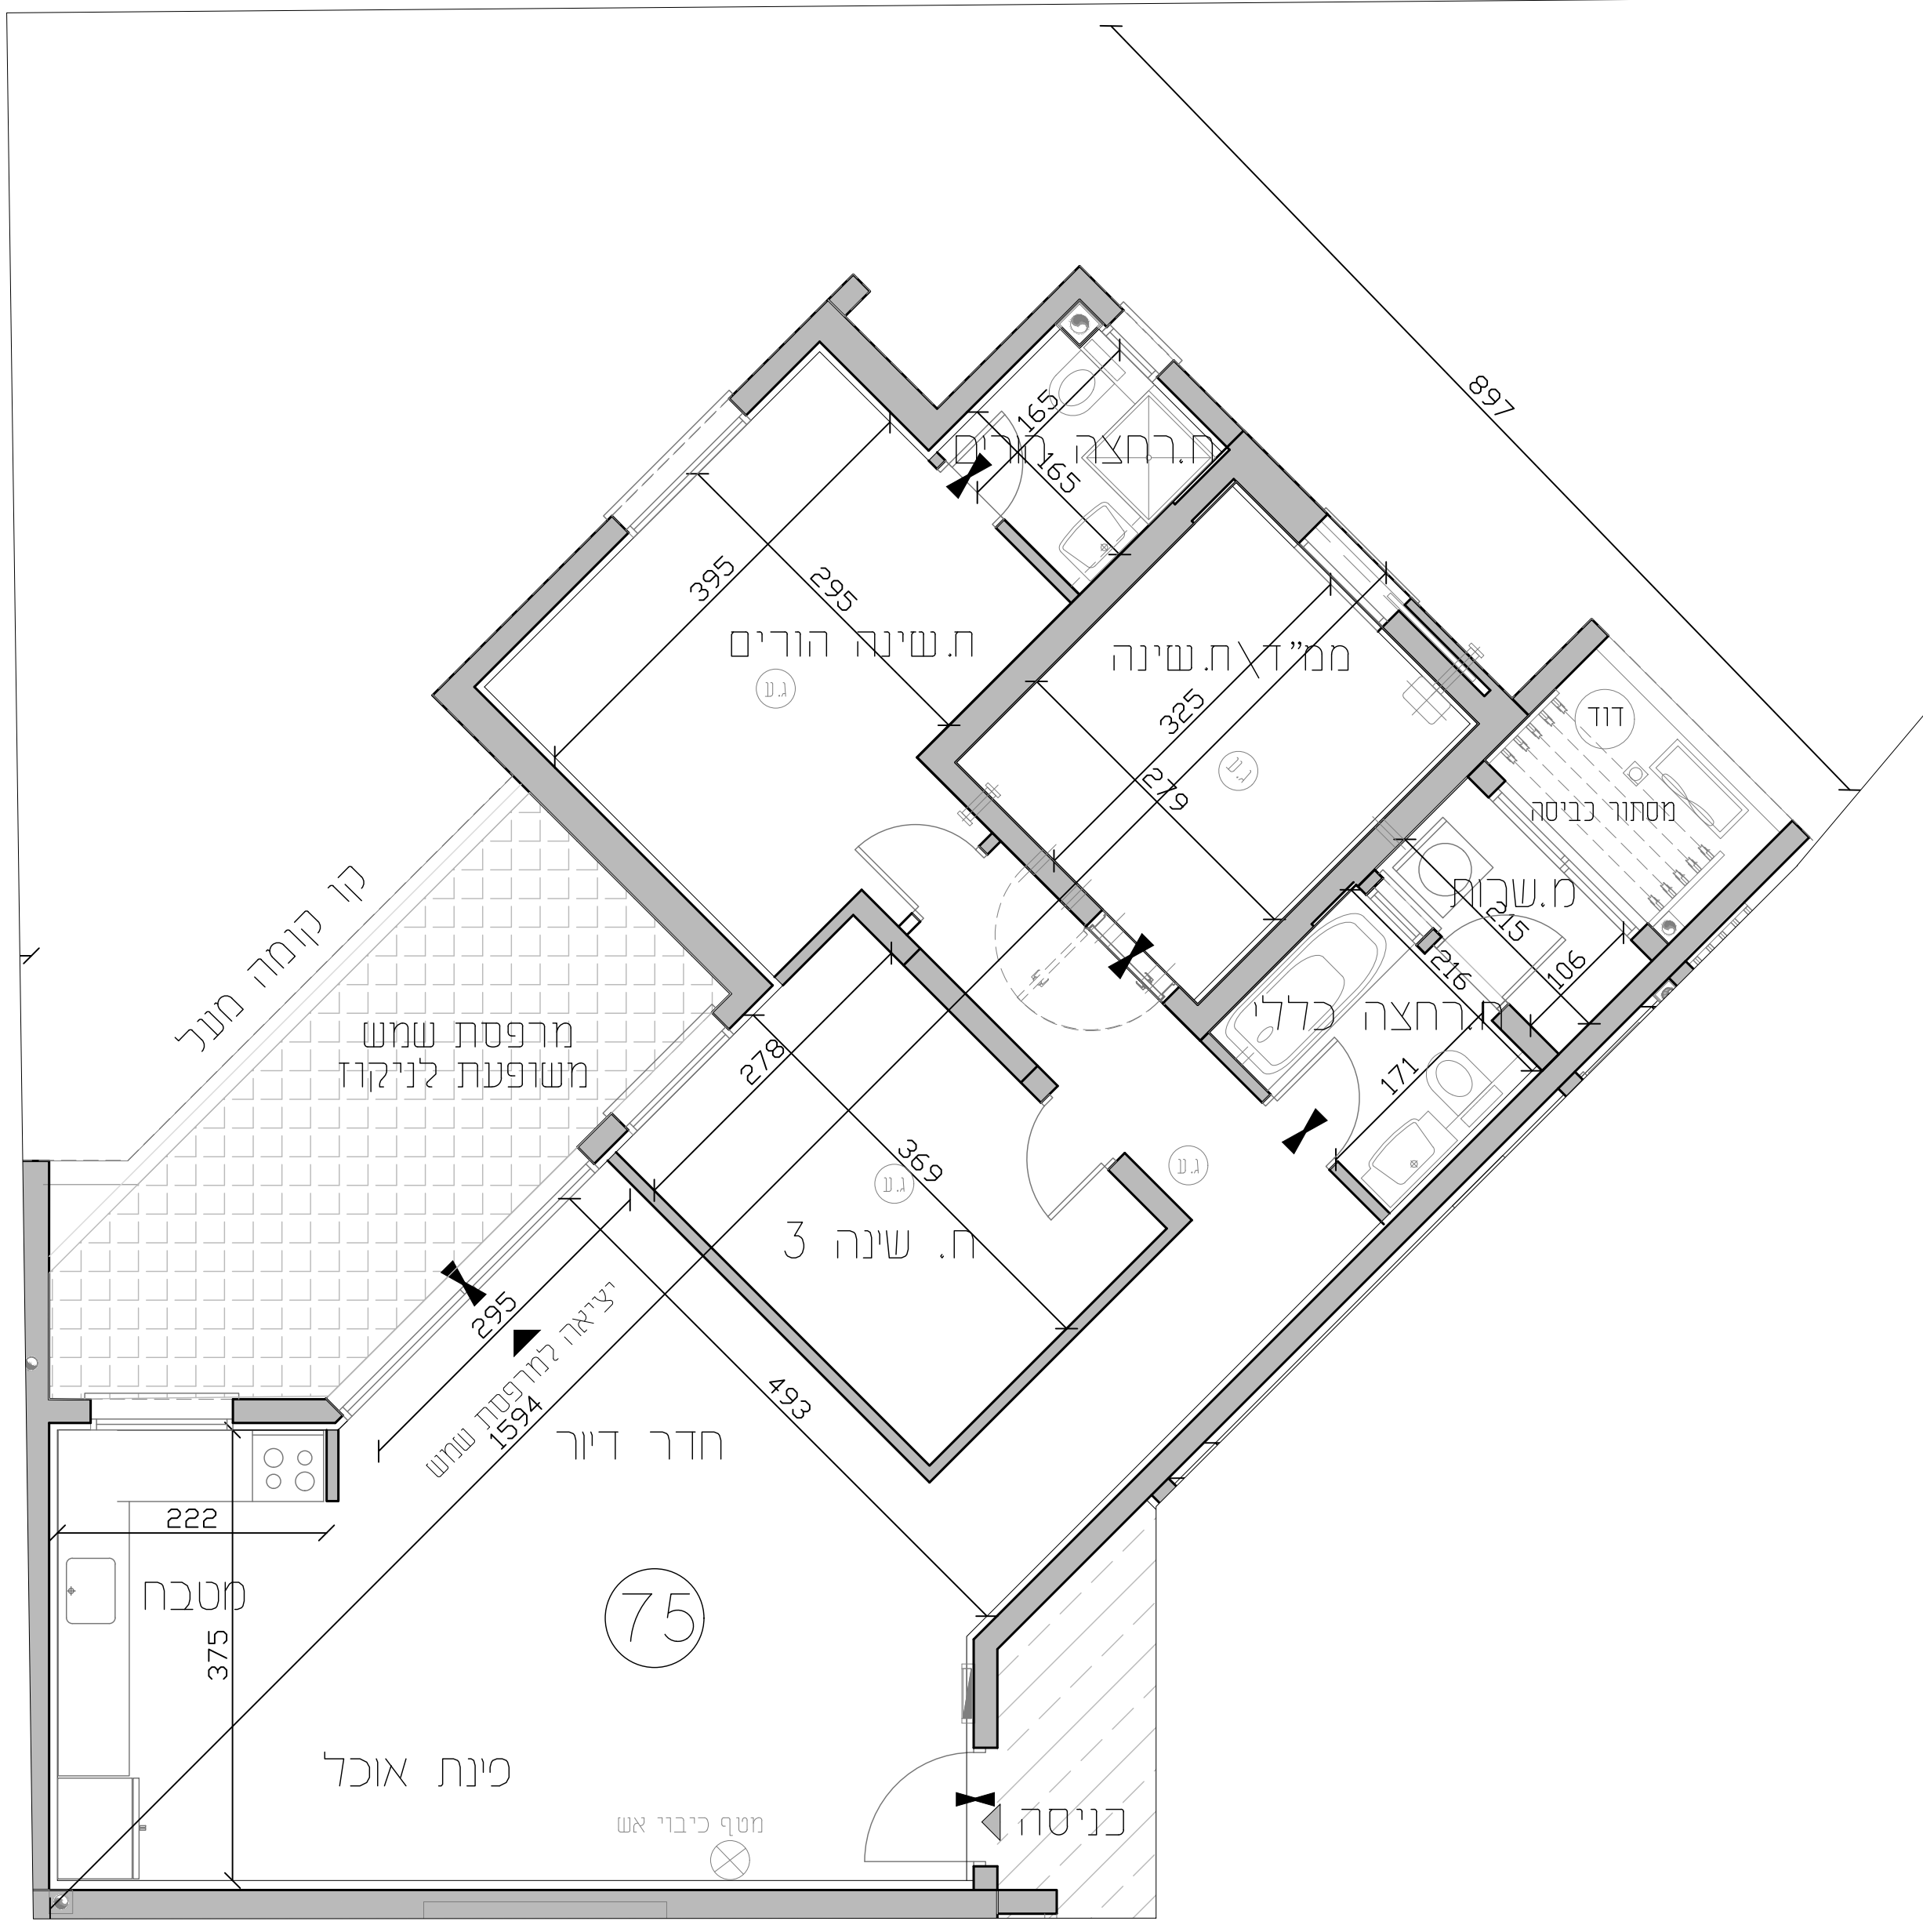 897
ח.רחצה הורים
165
165
395
295
ח.שינה הורים
ג.ע
ממ"ד\ח.שינה
325
279
ג.ע
דוד
מסתור כביסה
מ.שרות
215
106
216
ח.רחצה כללי
171
קו קומה מעל
מרפסת שמש
משופעת לניקוז
278
369
ג.ע
ח. שינה 3
ג.ע
295
יציאה למרפסת שמש
1594
493
חדר דיור
222
מטבח
375
75
פינת אוכל
מטף כיבוי אש
כניסה